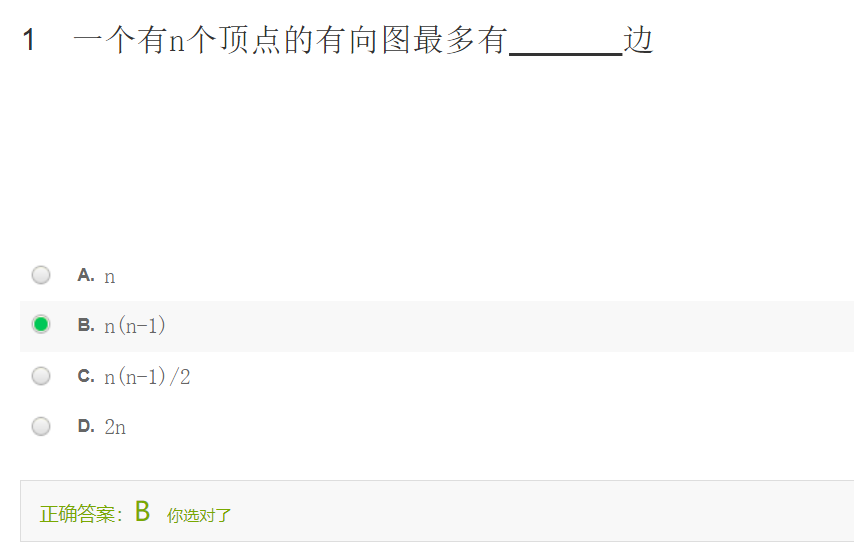 1 一个有n个顶点的有向图最多有_______边
A. n
B. n(n-1)
C. n(n-1)/2
D. 2n
正确答案：B 你选对了